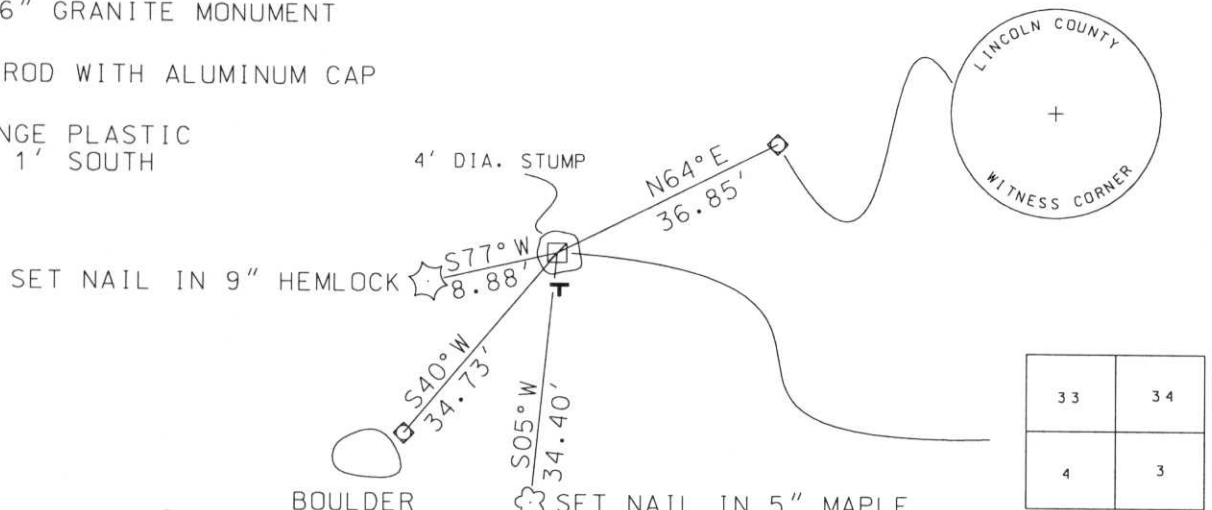 6" GRANITE MONUMENT
ROD WITH ALUMINUM CAP
PLASTIC
1' SOUTH
4' DIA. STUMP
N64°E
36.85'
LINCOLN COUNTY
WITNESS CORNER
S77°W
8.88'
SET NAIL IN 9" HEMLOCK
S40°W
34.73'
S05°W
34.40'
BOULDER
SET NAIL IN 5" MAPLE
33 34
4 3